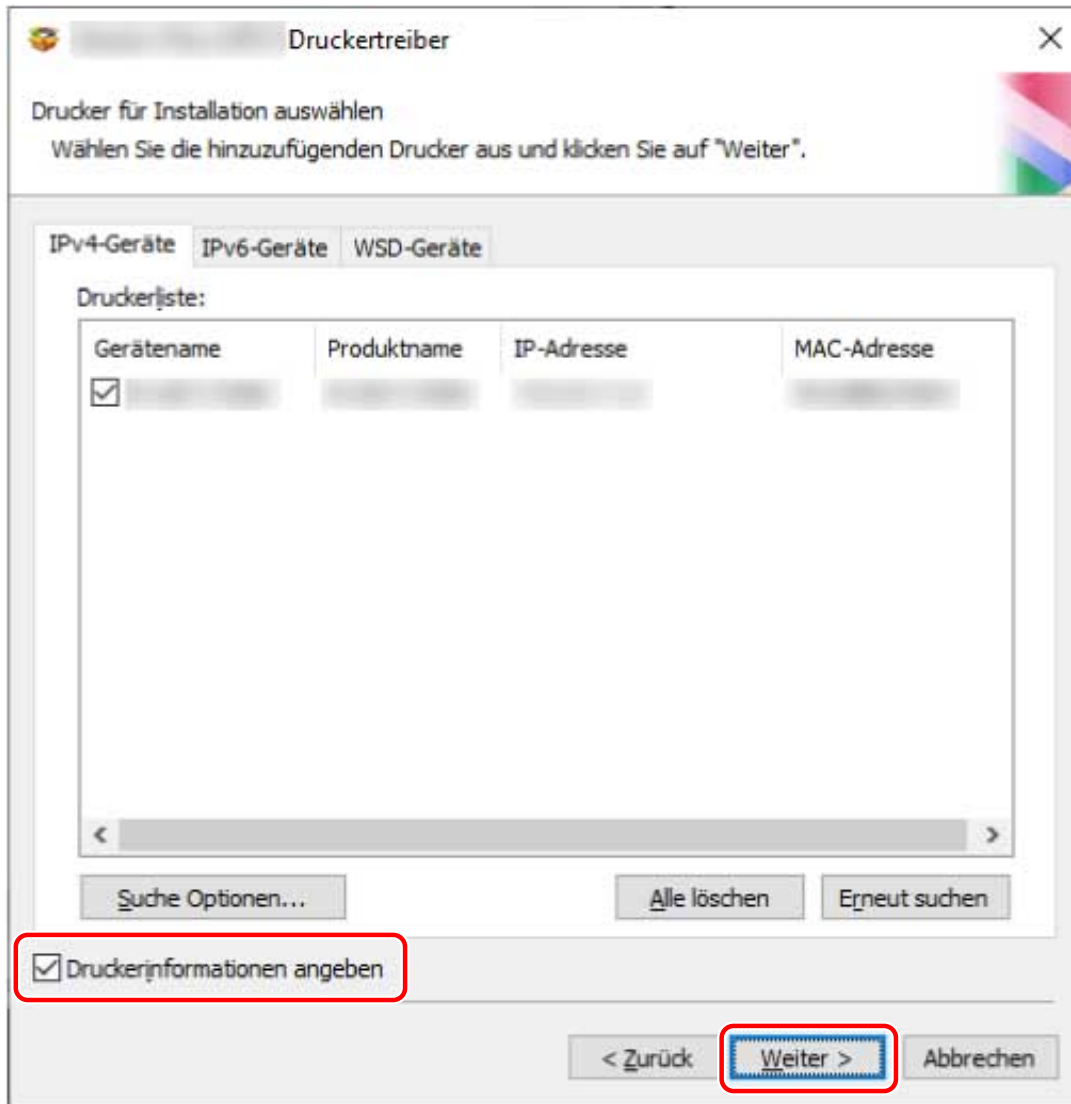 Druckertreiber
Drucker für Installation auswählen
Wählen Sie die hinzuzufügenden Drucker aus und klicken Sie auf "Weiter".
IPv4-Geräte IPv6-Geräte WSD-Geräte
Druckerliste:
Gerätename Produktname IP-Adresse MAC-Adresse
Suche Optionen... Alle löschen Erneut suchen
Druckerinformationen angeben
< Zurück Weiter > Abbrechen